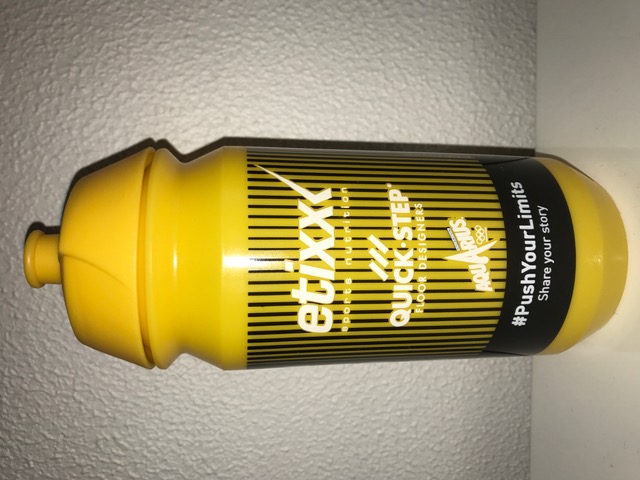 etixx
sports nutrition
QUICK·STEP®
FLOOR DESIGNERS
AQUARIUS
#PushYourLimits
Share your story